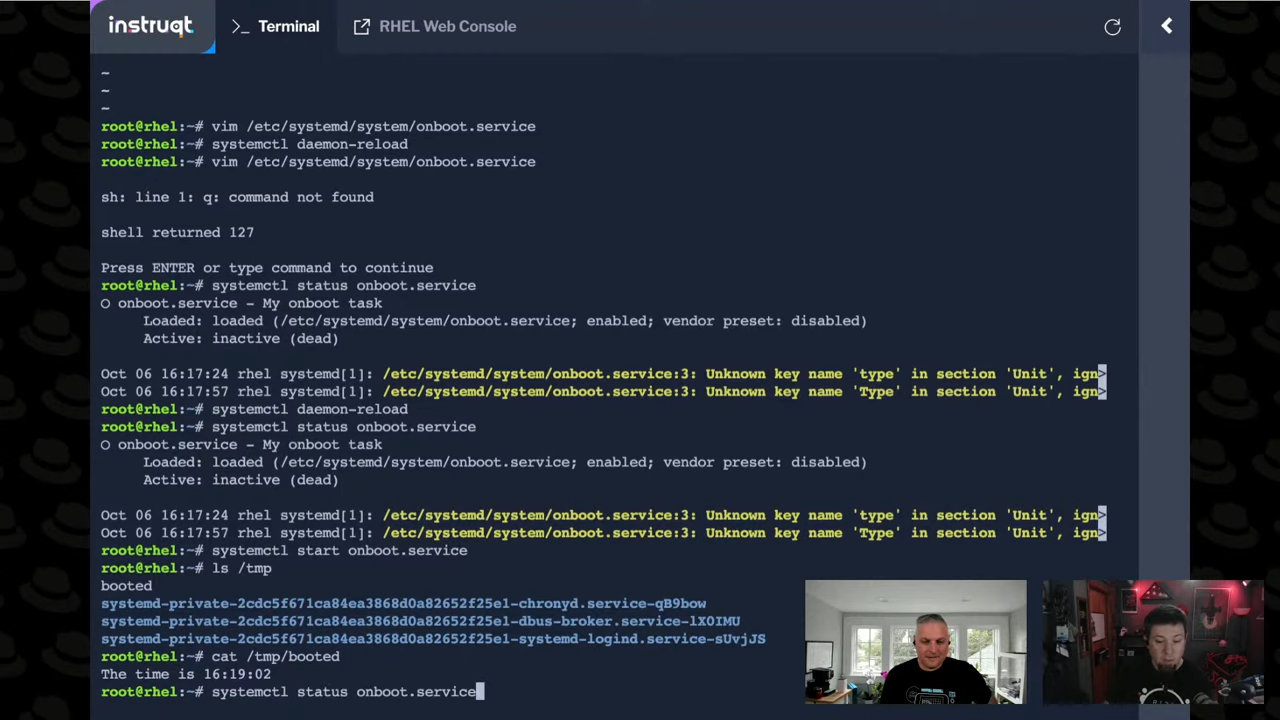 instruqt
>_ Terminal
RHEL Web Console
~
~
~
root@rhel:~# vim /etc/systemd/system/onboot.service
root@rhel:~# systemctl daemon-reload
root@rhel:~# vim /etc/systemd/system/onboot.service
sh: line 1: q: command not found
shell returned 127
Press ENTER or type command to continue
root@rhel:~# systemctl status onboot.service
○ onboot.service - My onboot task
Loaded: loaded (/etc/systemd/system/onboot.service; enabled; vendor preset: disabled)
Active: inactive (dead)
Oct 06 16:17:24 rhel systemd[1]: /etc/systemd/system/onboot.service:3: Unknown key name 'type' in section 'Unit', ign>
Oct 06 16:17:57 rhel systemd[1]: /etc/systemd/system/onboot.service:3: Unknown key name 'Type' in section 'Unit', ign>
root@rhel:~# systemctl daemon-reload
root@rhel:~# systemctl status onboot.service
○ onboot.service - My onboot task
Loaded: loaded (/etc/systemd/system/onboot.service; enabled; vendor preset: disabled)
Active: inactive (dead)
Oct 06 16:17:24 rhel systemd[1]: /etc/systemd/system/onboot.service:3: Unknown key name 'type' in section 'Unit', ign>
Oct 06 16:17:57 rhel systemd[1]: /etc/systemd/system/onboot.service:3: Unknown key name 'Type' in section 'Unit', ign>
root@rhel:~# systemctl start onboot.service
root@rhel:~# ls /tmp
booted
systemd-private-2cdc5f671ca84ea3868d0a82652f25e1-chronyd.service-qB9bow
systemd-private-2cdc5f671ca84ea3868d0a82652f25e1-dbus-broker.service-lX0IMU
systemd-private-2cdc5f671ca84ea3868d0a82652f25e1-systemd-logind.service-sUvjJS
root@rhel:~# cat /tmp/booted
The time is 16:19:02
root@rhel:~# systemctl status onboot.service